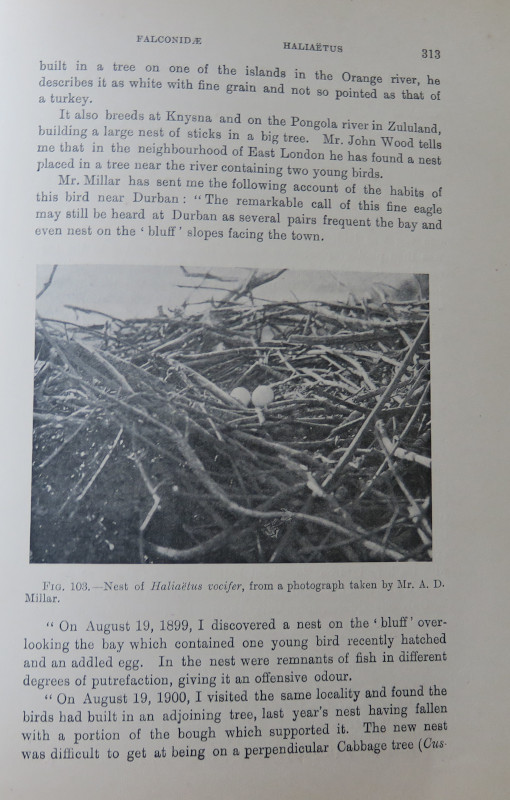 FALCONIDÆ HALIAËTUS 313
built in a tree on one of the islands in the Orange river, he
describes it as white with fine grain and not so pointed as that of
a turkey.
It also breeds at Knysna and on the Pongola river in Zululand,
building a large nest of sticks in a big tree. Mr. John Wood tells
me that in the neighbourhood of East London he has found a nest
placed in a tree near the river containing two young birds.
Mr. Millar has sent me the following account of the habits of
this bird near Durban: "The remarkable call of this fine eagle
may still be heard at Durban as several pairs frequent the bay and
even nest on the 'bluff' slopes facing the town.
FIG. 103.—Nest of Haliaëtus vocifer, from a photograph taken by Mr. A. D.
Millar.
"On August 19, 1899, I discovered a nest on the 'bluff' over-
looking the bay which contained one young bird recently hatched
and an addled egg. In the nest were remnants of fish in different
degrees of putrefaction, giving it an offensive odour.
"On August 19, 1900, I visited the same locality and found the
birds had built in an adjoining tree, last year's nest having fallen
with a portion of the bough which supported it. The new nest
was difficult to get at being on a perpendicular Cabbage tree (Cus-